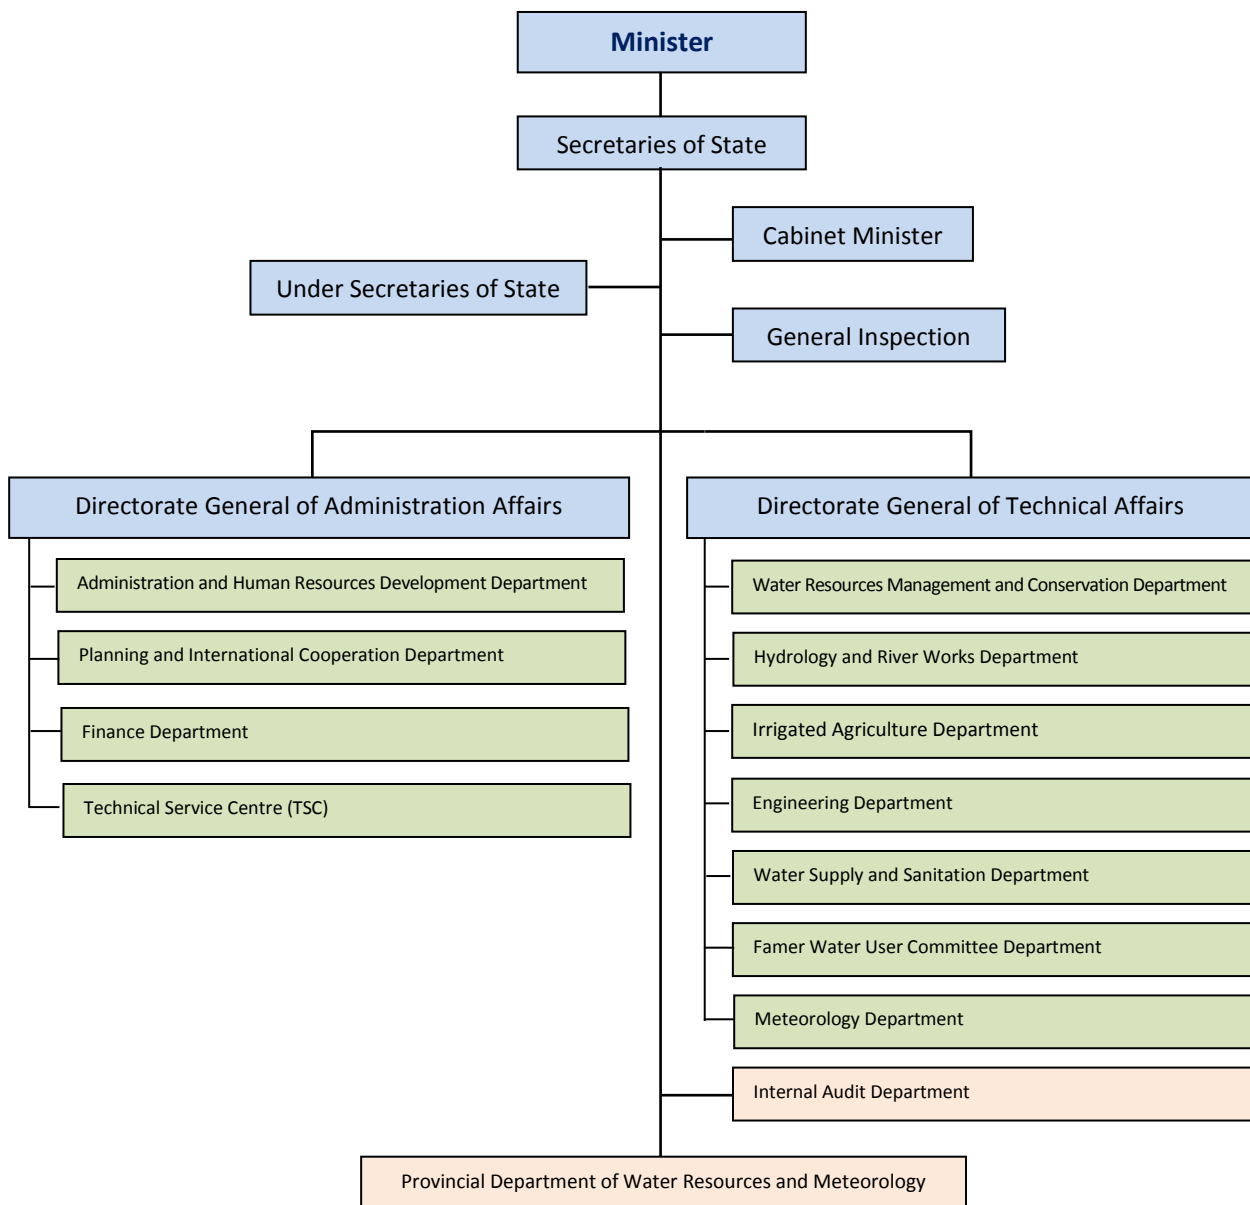 Minister
Secretaries of State
Cabinet Minister
Under Secretaries of State
General Inspection
Directorate General of Administration Affairs
Administration and Human Resources Development Department
Planning and International Cooperation Department
Finance Department
Technical Service Centre (TSC)
Directorate General of Technical Affairs
Water Resources Management and Conservation Department
Hydrology and River Works Department
Irrigated Agriculture Department
Engineering Department
Water Supply and Sanitation Department
Famer Water User Committee Department
Meteorology Department
Internal Audit Department
Provincial Department of Water Resources and Meteorology